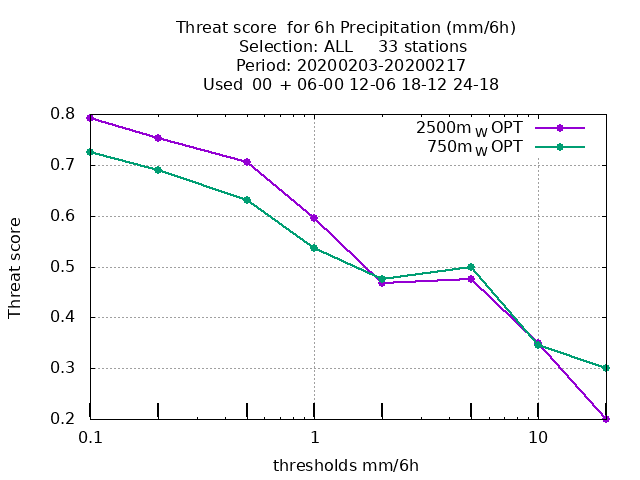 Threat score for 6h Precipitation (mm/6h)
Selection: ALL 33 stations
Period: 20200203-20200217
Used 00 + 06-00 12-06 18-12 24-18
2500m W OPT
750m W OPT
0.8
0.7
0.6
0.5
0.4
0.3
0.2
Threat score
0.1 1 10
thresholds mm/6h